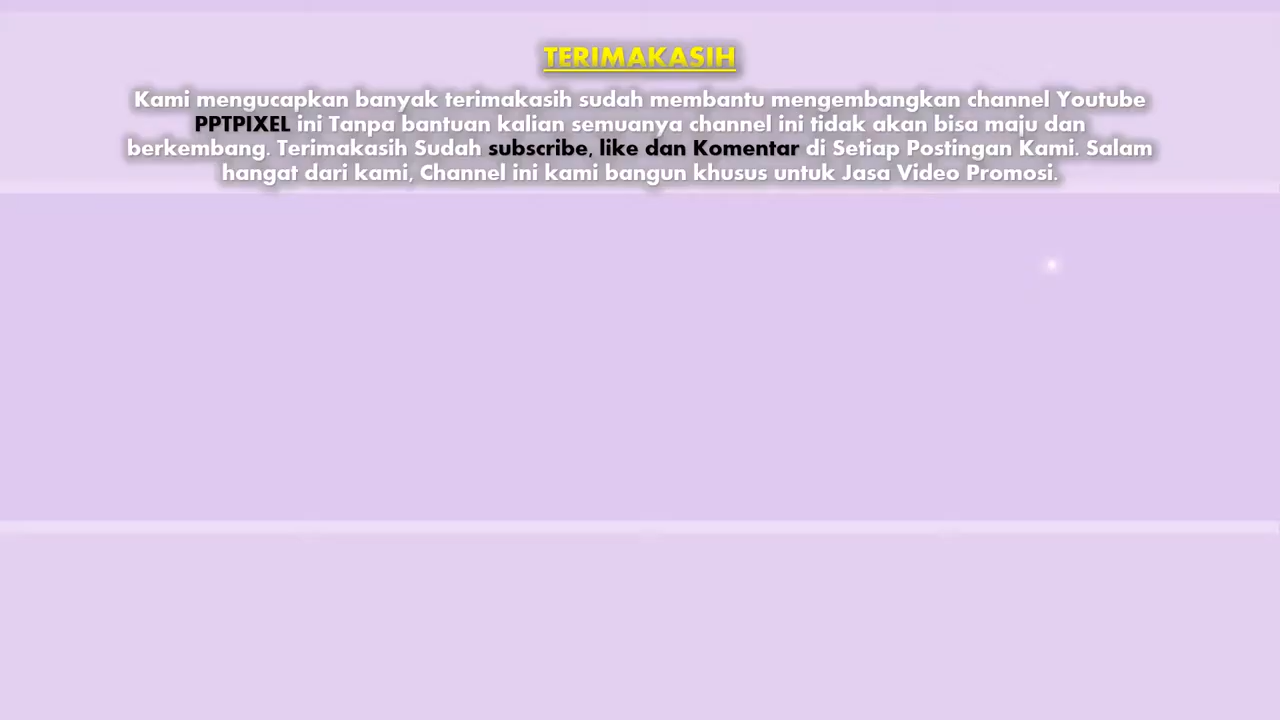 TERIMAKASIH
Kami mengucapkan banyak terimakasih sudah membantu mengembangkan channel Youtube
PPTPIXEL ini Tanpa bantuan kalian semuanya channel ini tidak akan bisa maju dan
berkembang. Terimakasih Sudah subscribe, like dan Komentar di Setiap Postingan Kami. Salam
hangat dari kami, Channel ini kami bangun khusus untuk Jasa Video Promosi.